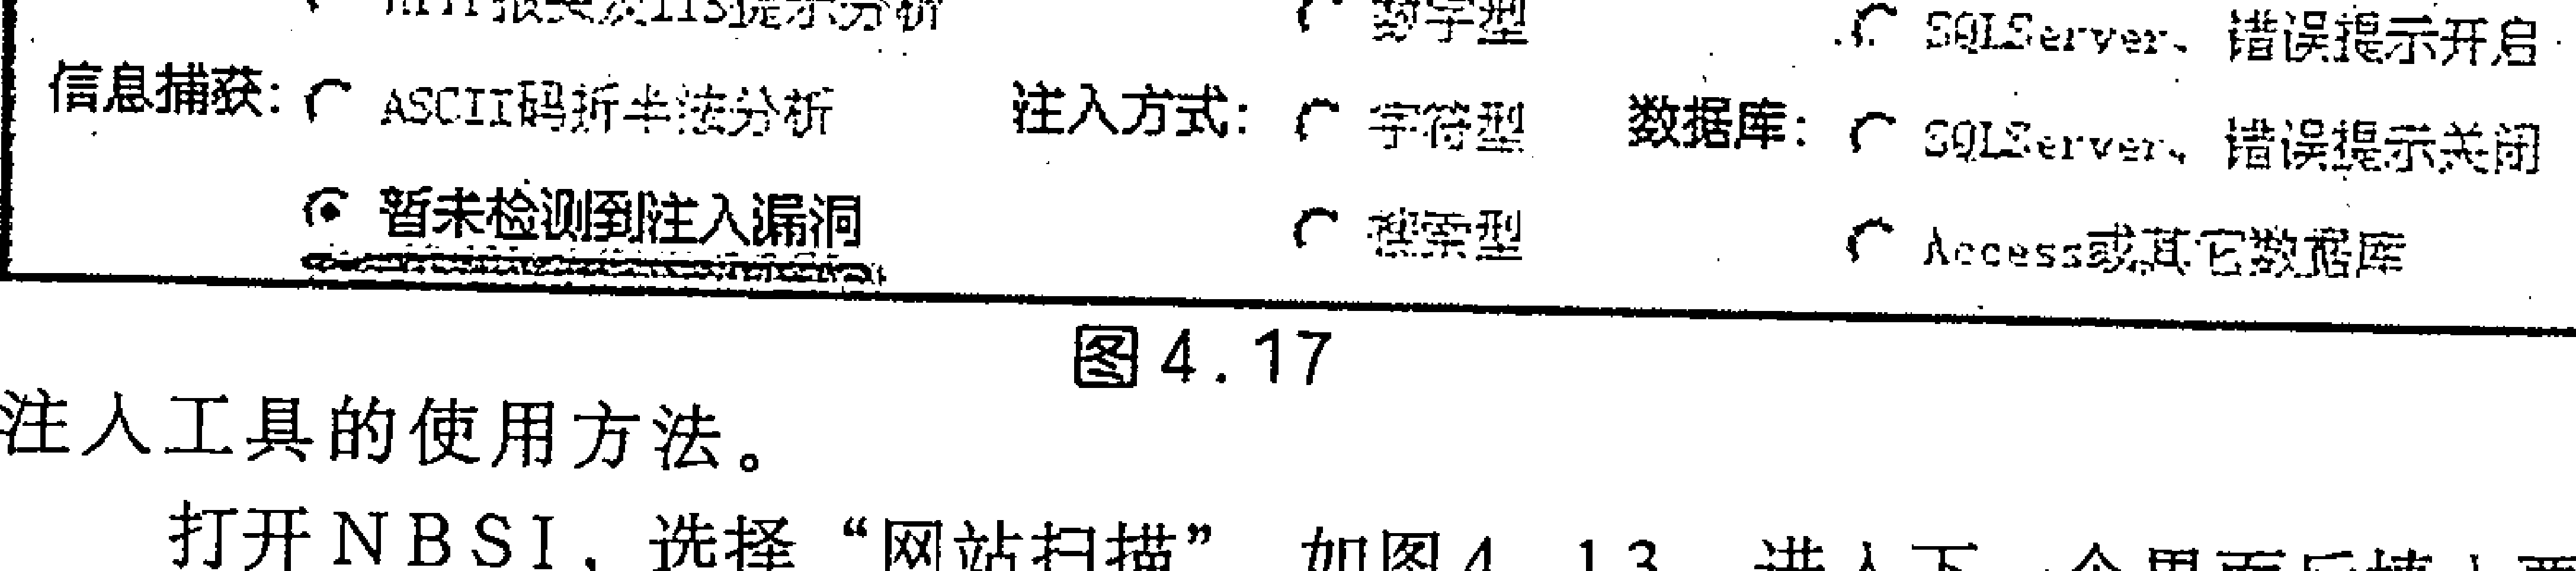 信息捕获: ASCII码折半法分析 注入方式: 字符型 数据库: SQLServer、错误提示开启
SQLServer、错误提示关闭
暂未检测到注入漏洞 搜索型 Access或其它数据库
图4.17
注入工具的使用方法。
打开NBSI，选择“网站扫描”